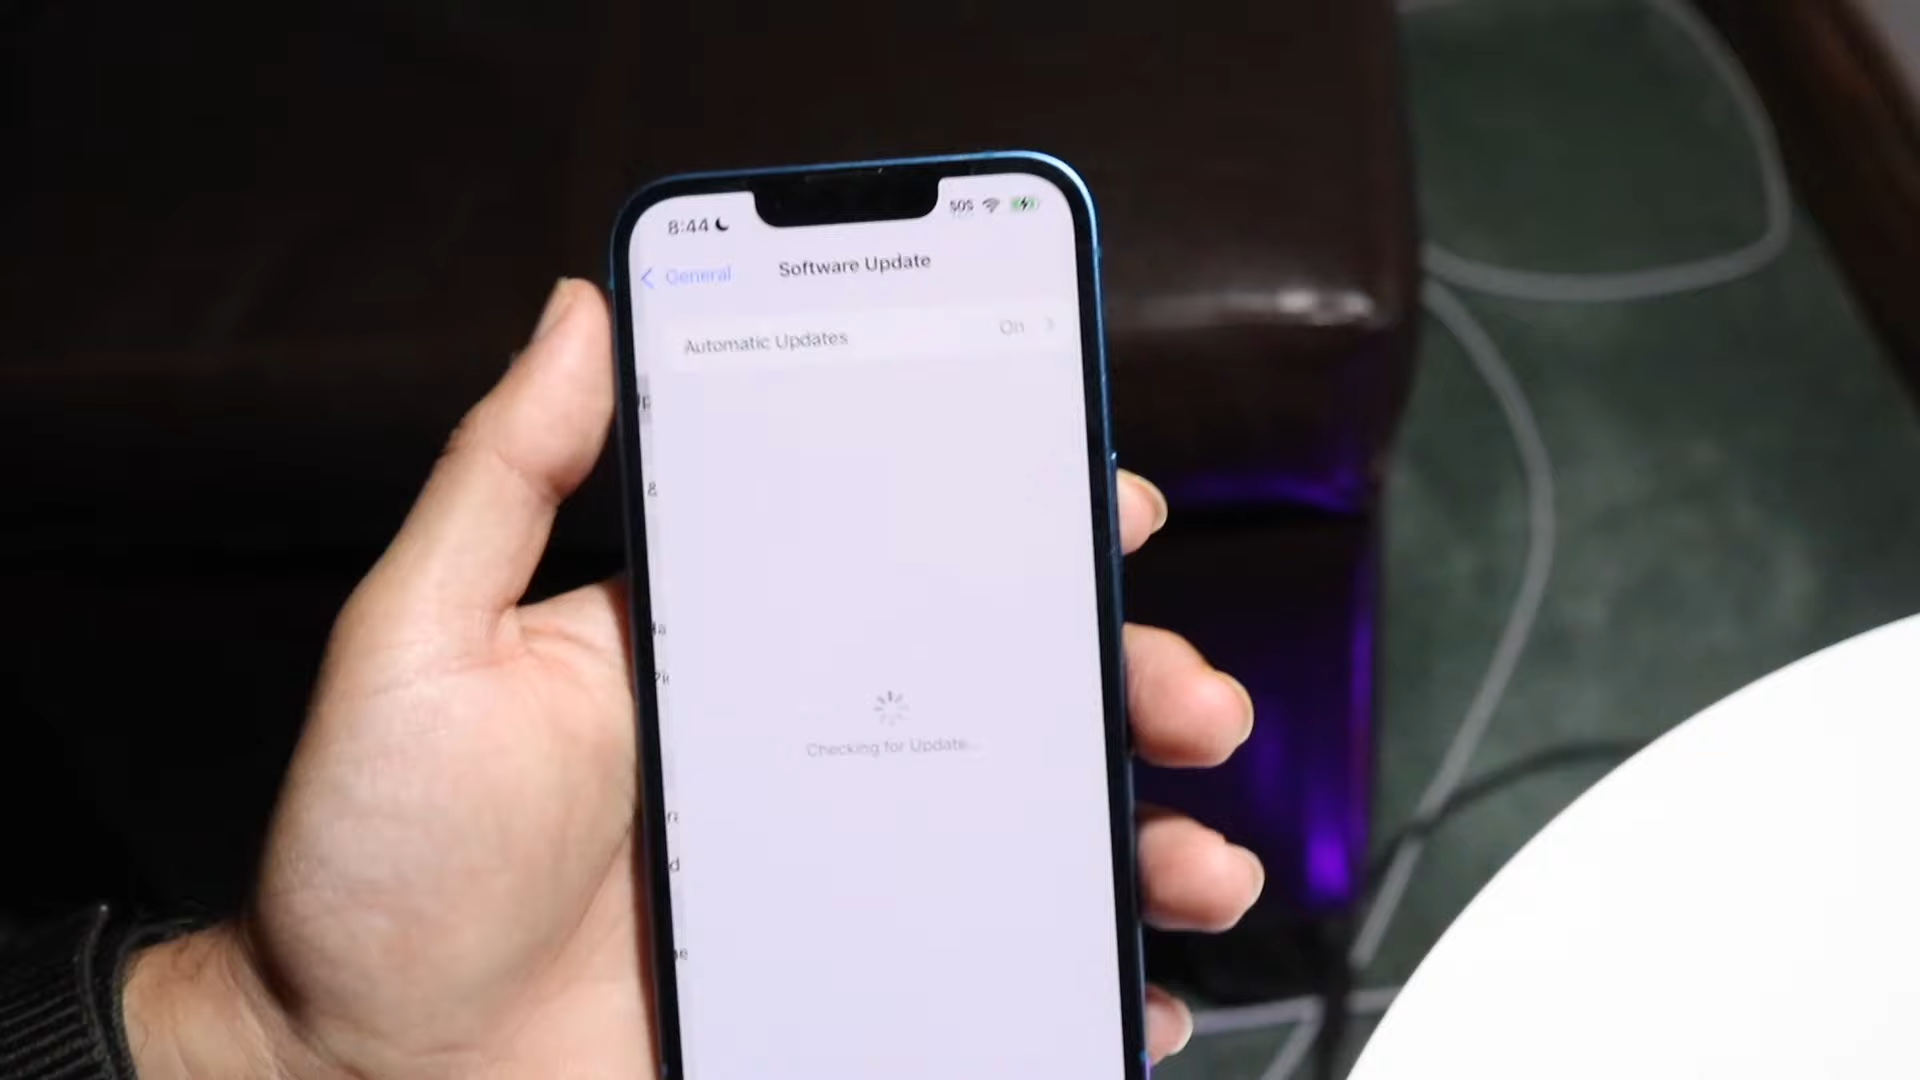 8:44
SOS
General
Software Update
Automatic Updates
On
Checking for Update...